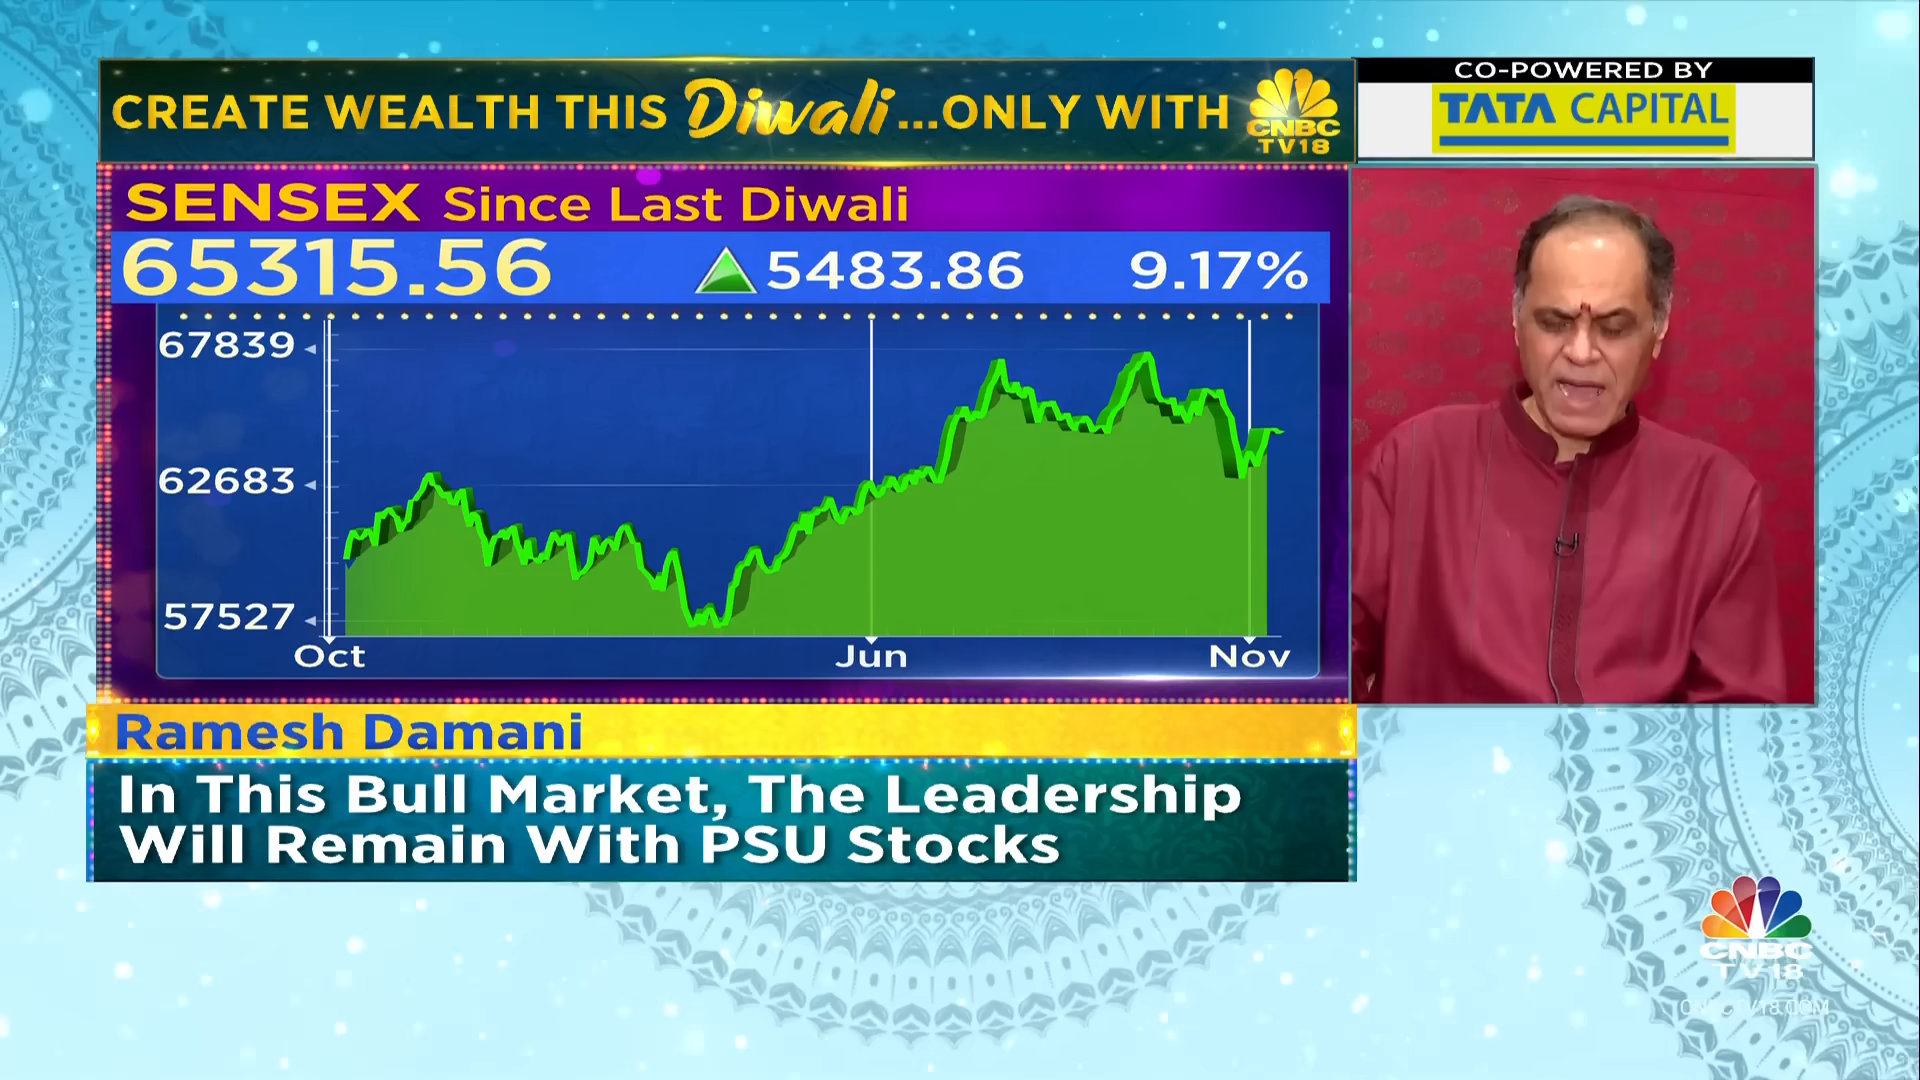 CREATE WEALTH THIS Diwali...ONLY WITH
CNBC
TV18
CO-POWERED BY
TATA CAPITAL
SENSEX Since Last Diwali
65315.56 5483.86 9.17%
67839
62683
57527
Oct Jun Nov
Ramesh Damani
In This Bull Market, The Leadership
Will Remain With PSU Stocks
CNBC
TV18
CNBCTV18.COM